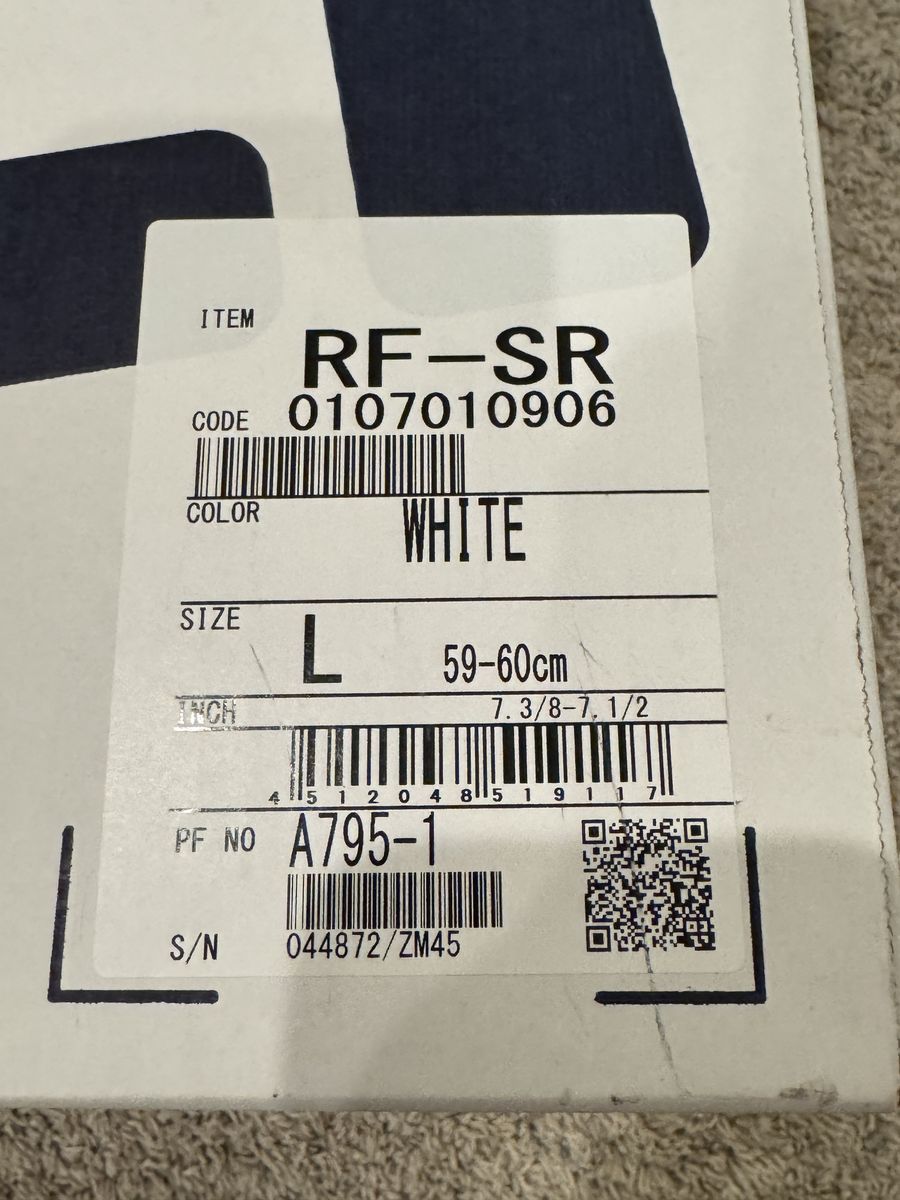 ITEM RF-SR
CODE 0107010906
COLOR WHITE
SIZE L 59-60cm
INCH 7.3/8-7.1/2
4 512048 519117
PF NO A795-1
S/N 044872/ZM45